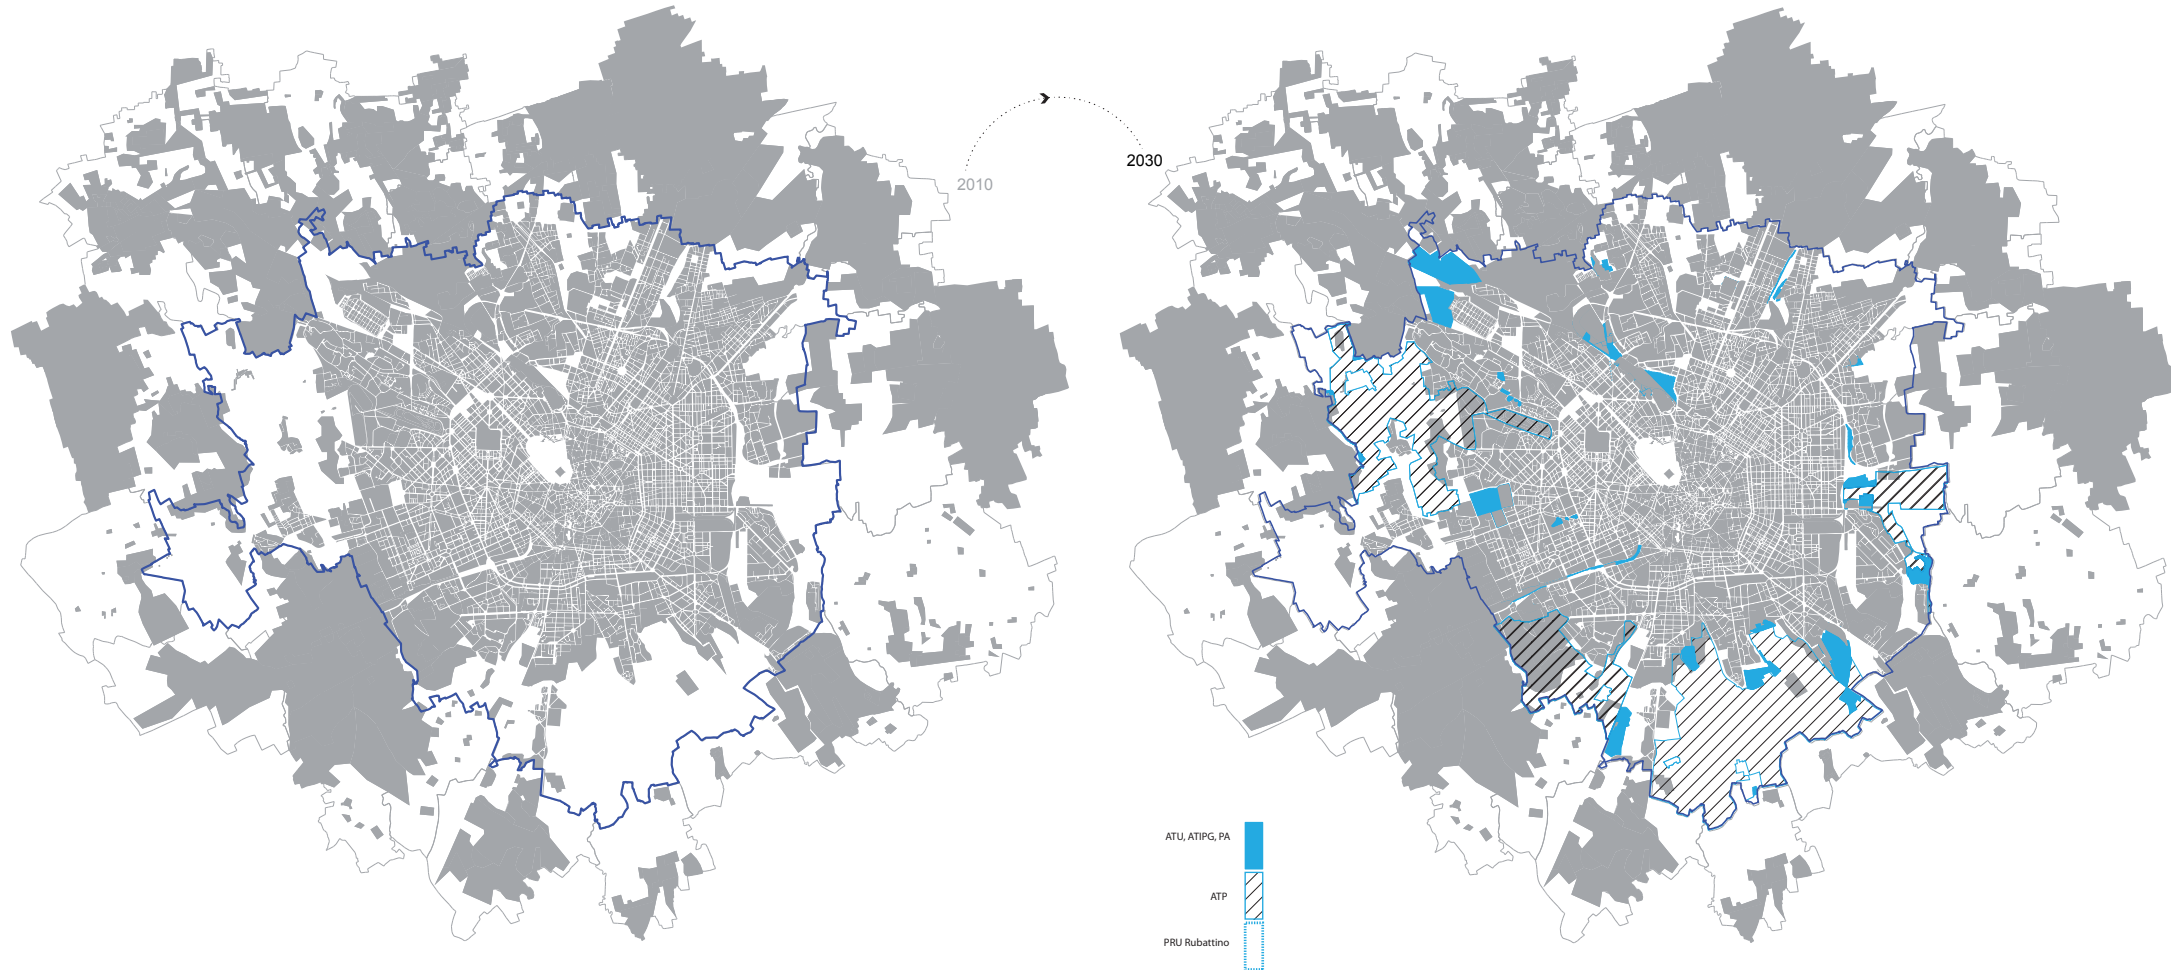 2010
2030
ATU, ATIPG, PA
ATP
PRU Rubattino